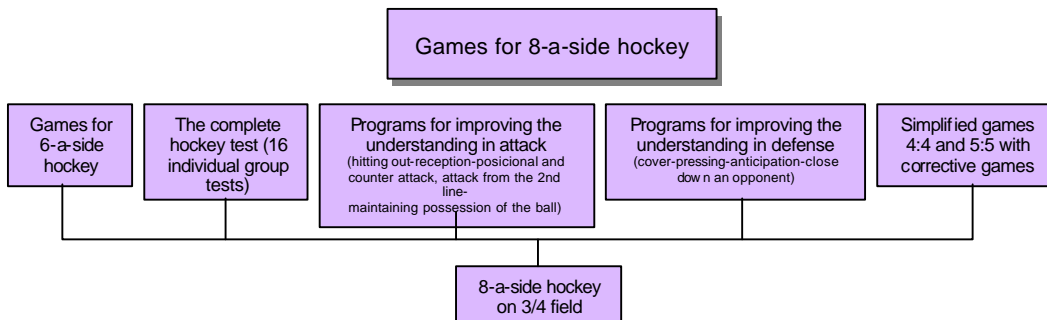 Games for 8-a-side hockey
Games for
6-a-side
hockey
The complete
hockey test (16
individual group
tests)
Programs for improving the
understanding in attack
(hitting out-reception-posicional and
counter attack, attack from the 2nd
line-
maintaining possession of the ball)
Programs for improving the
understanding in defense
(cover-pressing-anticipation-close
down an opponent)
Simplified games
4:4 and 5:5 with
corrective games
8-a-side hockey
on 3/4 field